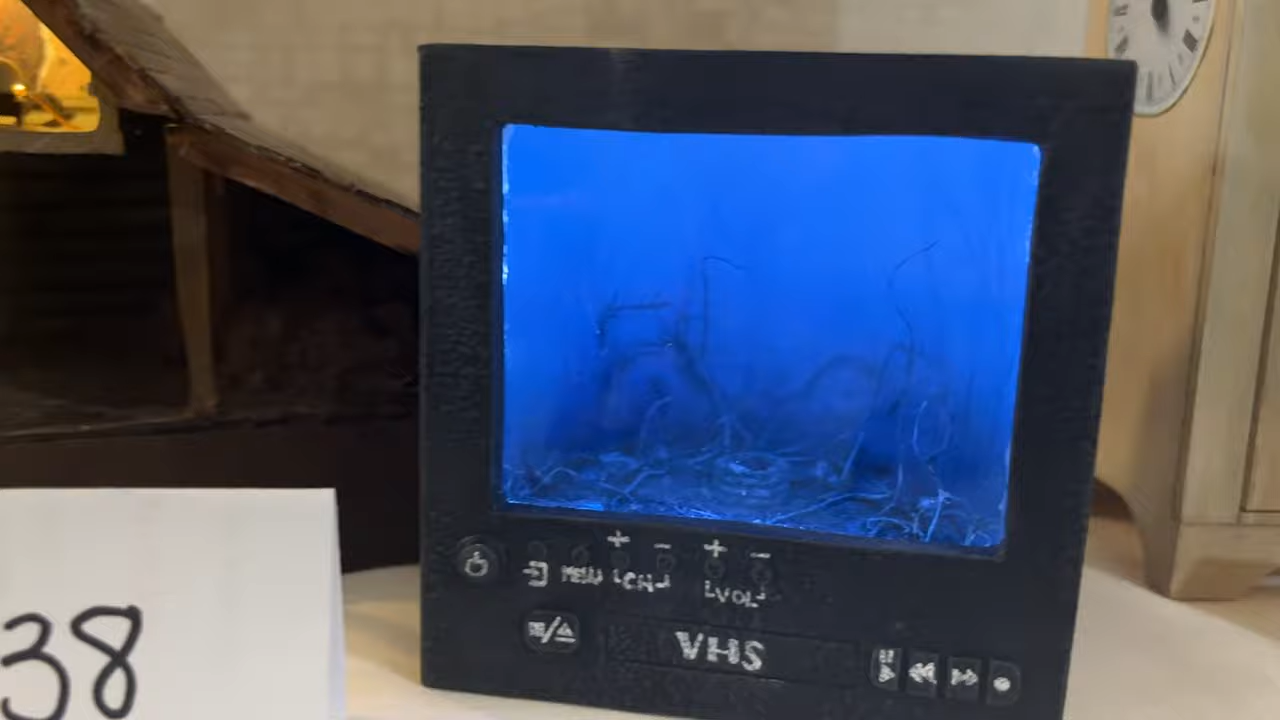 + - + -
MENU CH
VOL
VHS
38